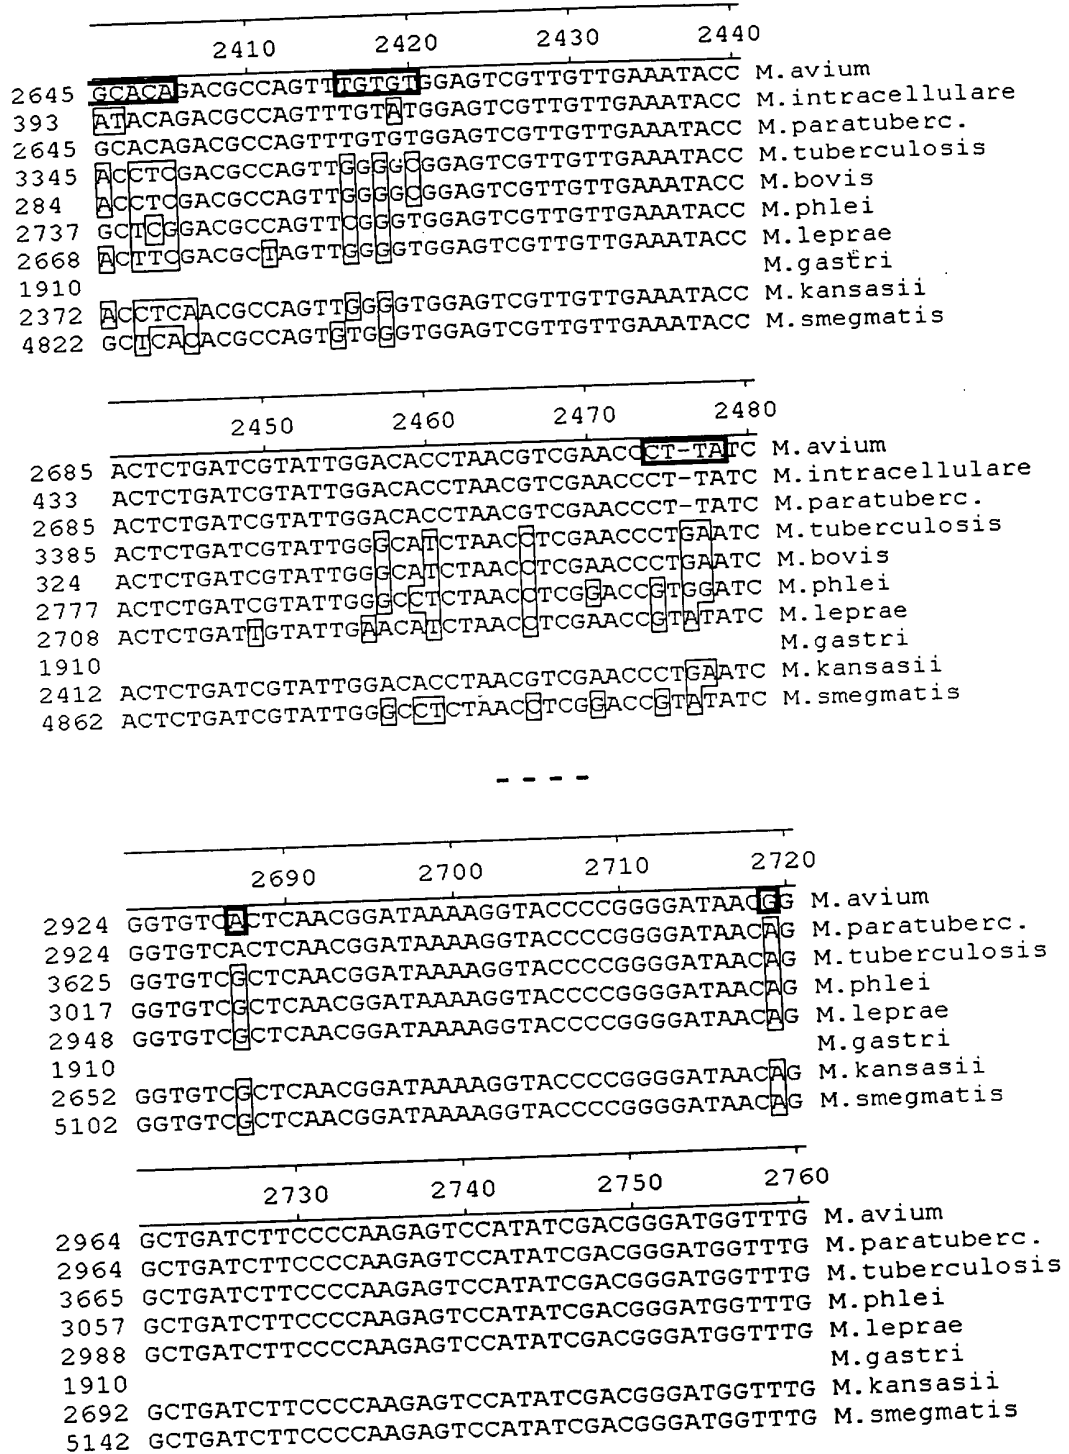 2410 2420 2430 2440
2645 GCACAGACGCCAGTTTGTGTGGAGTCGTTGTTGAAATACC M.avium
393 ATACAGACGCCAGTTTGTATGGAGTCGTTGTTGAAATACC M.intracellulare
2645 GCACAGACGCCAGTTTGTGTGGAGTCGTTGTTGAAATACC M.paratuberc.
3345 ACCTCGACGCCAGTTGGGGCGGAGTCGTTGTTGAAATACC M.tuberculosis
284 ACCTCGACGCCAGTTGGGGCGGAGTCGTTGTTGAAATACC M.bovis
2737 GCTCGGACGCCAGTTCGGGTGGAGTCGTTGTTGAAATACC M.phlei
2668 ACTTCGACGCTAGTTGGGGTGGAGTCGTTGTTGAAATACC M.leprae
1910 M.gastri
2372 ACCTCAACGCCAGTTGGGGTGGAGTCGTTGTTGAAATACC M.kansasii
4822 GCTCACACGCCAGTGTGGGTGGAGTCGTTGTTGAAATACC M.smegmatis
2450 2460 2470 2480
2685 ACTCTGATCGTATTGGACACCTAACGTCGAACCCT-TATC M.avium
433 ACTCTGATCGTATTGGACACCTAACGTCGAACCCT-TATC M.intracellulare
2685 ACTCTGATCGTATTGGACACCTAACGTCGAACCCT-TATC M.paratuberc.
3385 ACTCTGATCGTATTGGGCATCTAACCTCGAACCCTGAATC M.tuberculosis
324 ACTCTGATCGTATTGGGCATCTAACCTCGAACCCTGAATC M.bovis
2777 ACTCTGATCGTATTGGGCCTCTAACCTCGGACCGTGGATC M.phlei
2708 ACTCTGATTGTATTGAACATCTAACCTCGAACCGTATATC M.leprae
1910 M.gastri
2412 ACTCTGATCGTATTGGACACCTAACGTCGAACCCTGAATC M.kansasii
4862 ACTCTGATCGTATTGGGCCTCTAACCTCGGACCGTATATC M.smegmatis
- - - -
2690 2700 2710 2720
2924 GGTGTCACTCAACGGATAAAAGGTACCCCGGGGATAACGG M.avium
2924 GGTGTCACTCAACGGATAAAAGGTACCCCGGGGATAACAG M.paratuberc.
3625 GGTGTCGCTCAACGGATAAAAGGTACCCCGGGGATAACAG M.tuberculosis
3017 GGTGTCGCTCAACGGATAAAAGGTACCCCGGGGATAACAG M.phlei
2948 GGTGTCGCTCAACGGATAAAAGGTACCCCGGGGATAACAG M.leprae
1910 M.gastri
2652 GGTGTCGCTCAACGGATAAAAGGTACCCCGGGGATAACAG M.kansasii
5102 GGTGTCGCTCAACGGATAAAAGGTACCCCGGGGATAACAG M.smegmatis
2730 2740 2750 2760
2964 GCTGATCTTCCCCAAGAGTCCATATCGACGGGATGGTTTG M.avium
2964 GCTGATCTTCCCCAAGAGTCCATATCGACGGGATGGTTTG M.paratuberc.
3665 GCTGATCTTCCCCAAGAGTCCATATCGACGGGATGGTTTG M.tuberculosis
3057 GCTGATCTTCCCCAAGAGTCCATATCGACGGGATGGTTTG M.phlei
2988 GCTGATCTTCCCCAAGAGTCCATATCGACGGGATGGTTTG M.leprae
1910 M.gastri
2692 GCTGATCTTCCCCAAGAGTCCATATCGACGGGATGGTTTG M.kansasii
5142 GCTGATCTTCCCCAAGAGTCCATATCGACGGGATGGTTTG M.smegmatis